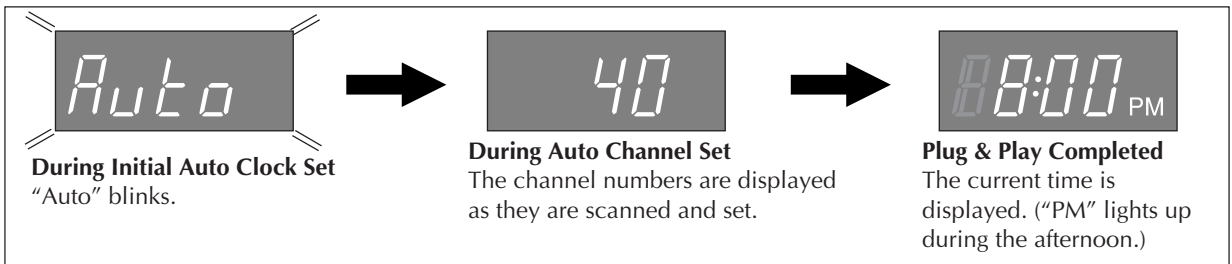 Auto
During Initial Auto Clock Set
“Auto” blinks.
40
During Auto Channel Set
The channel numbers are displayed
as they are scanned and set.
8:00 PM
Plug & Play Completed
The current time is
displayed. (“PM” lights up
during the afternoon.)